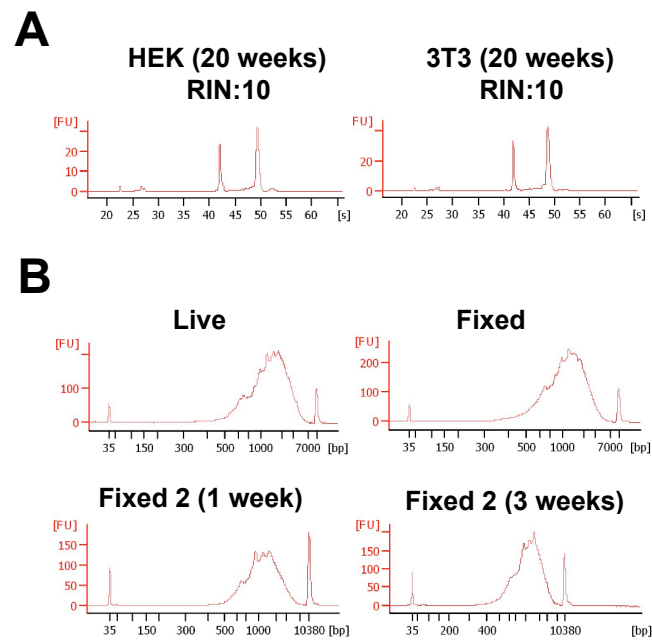 A
HEK (20 weeks)
RIN:10
3T3 (20 weeks)
RIN:10
[FU]
20
10
0
20 25 30 35 40 45 50 55 60 [s]
[FU]
20
0
20 25 30 35 40 45 50 55 60 [s]
B
Live
Fixed
[FU]
100
0
35 150 300 500 1000 7000 [bp]
[FU]
200
100
0
35 150 300 500 1000 7000 [bp]
Fixed 2 (1 week)
Fixed 2 (3 weeks)
[FU]
150
100
50
0
35 150 300 500 1000 10380 [bp]
[FU]
150
100
50
0
35 200 400 10380 [bp]